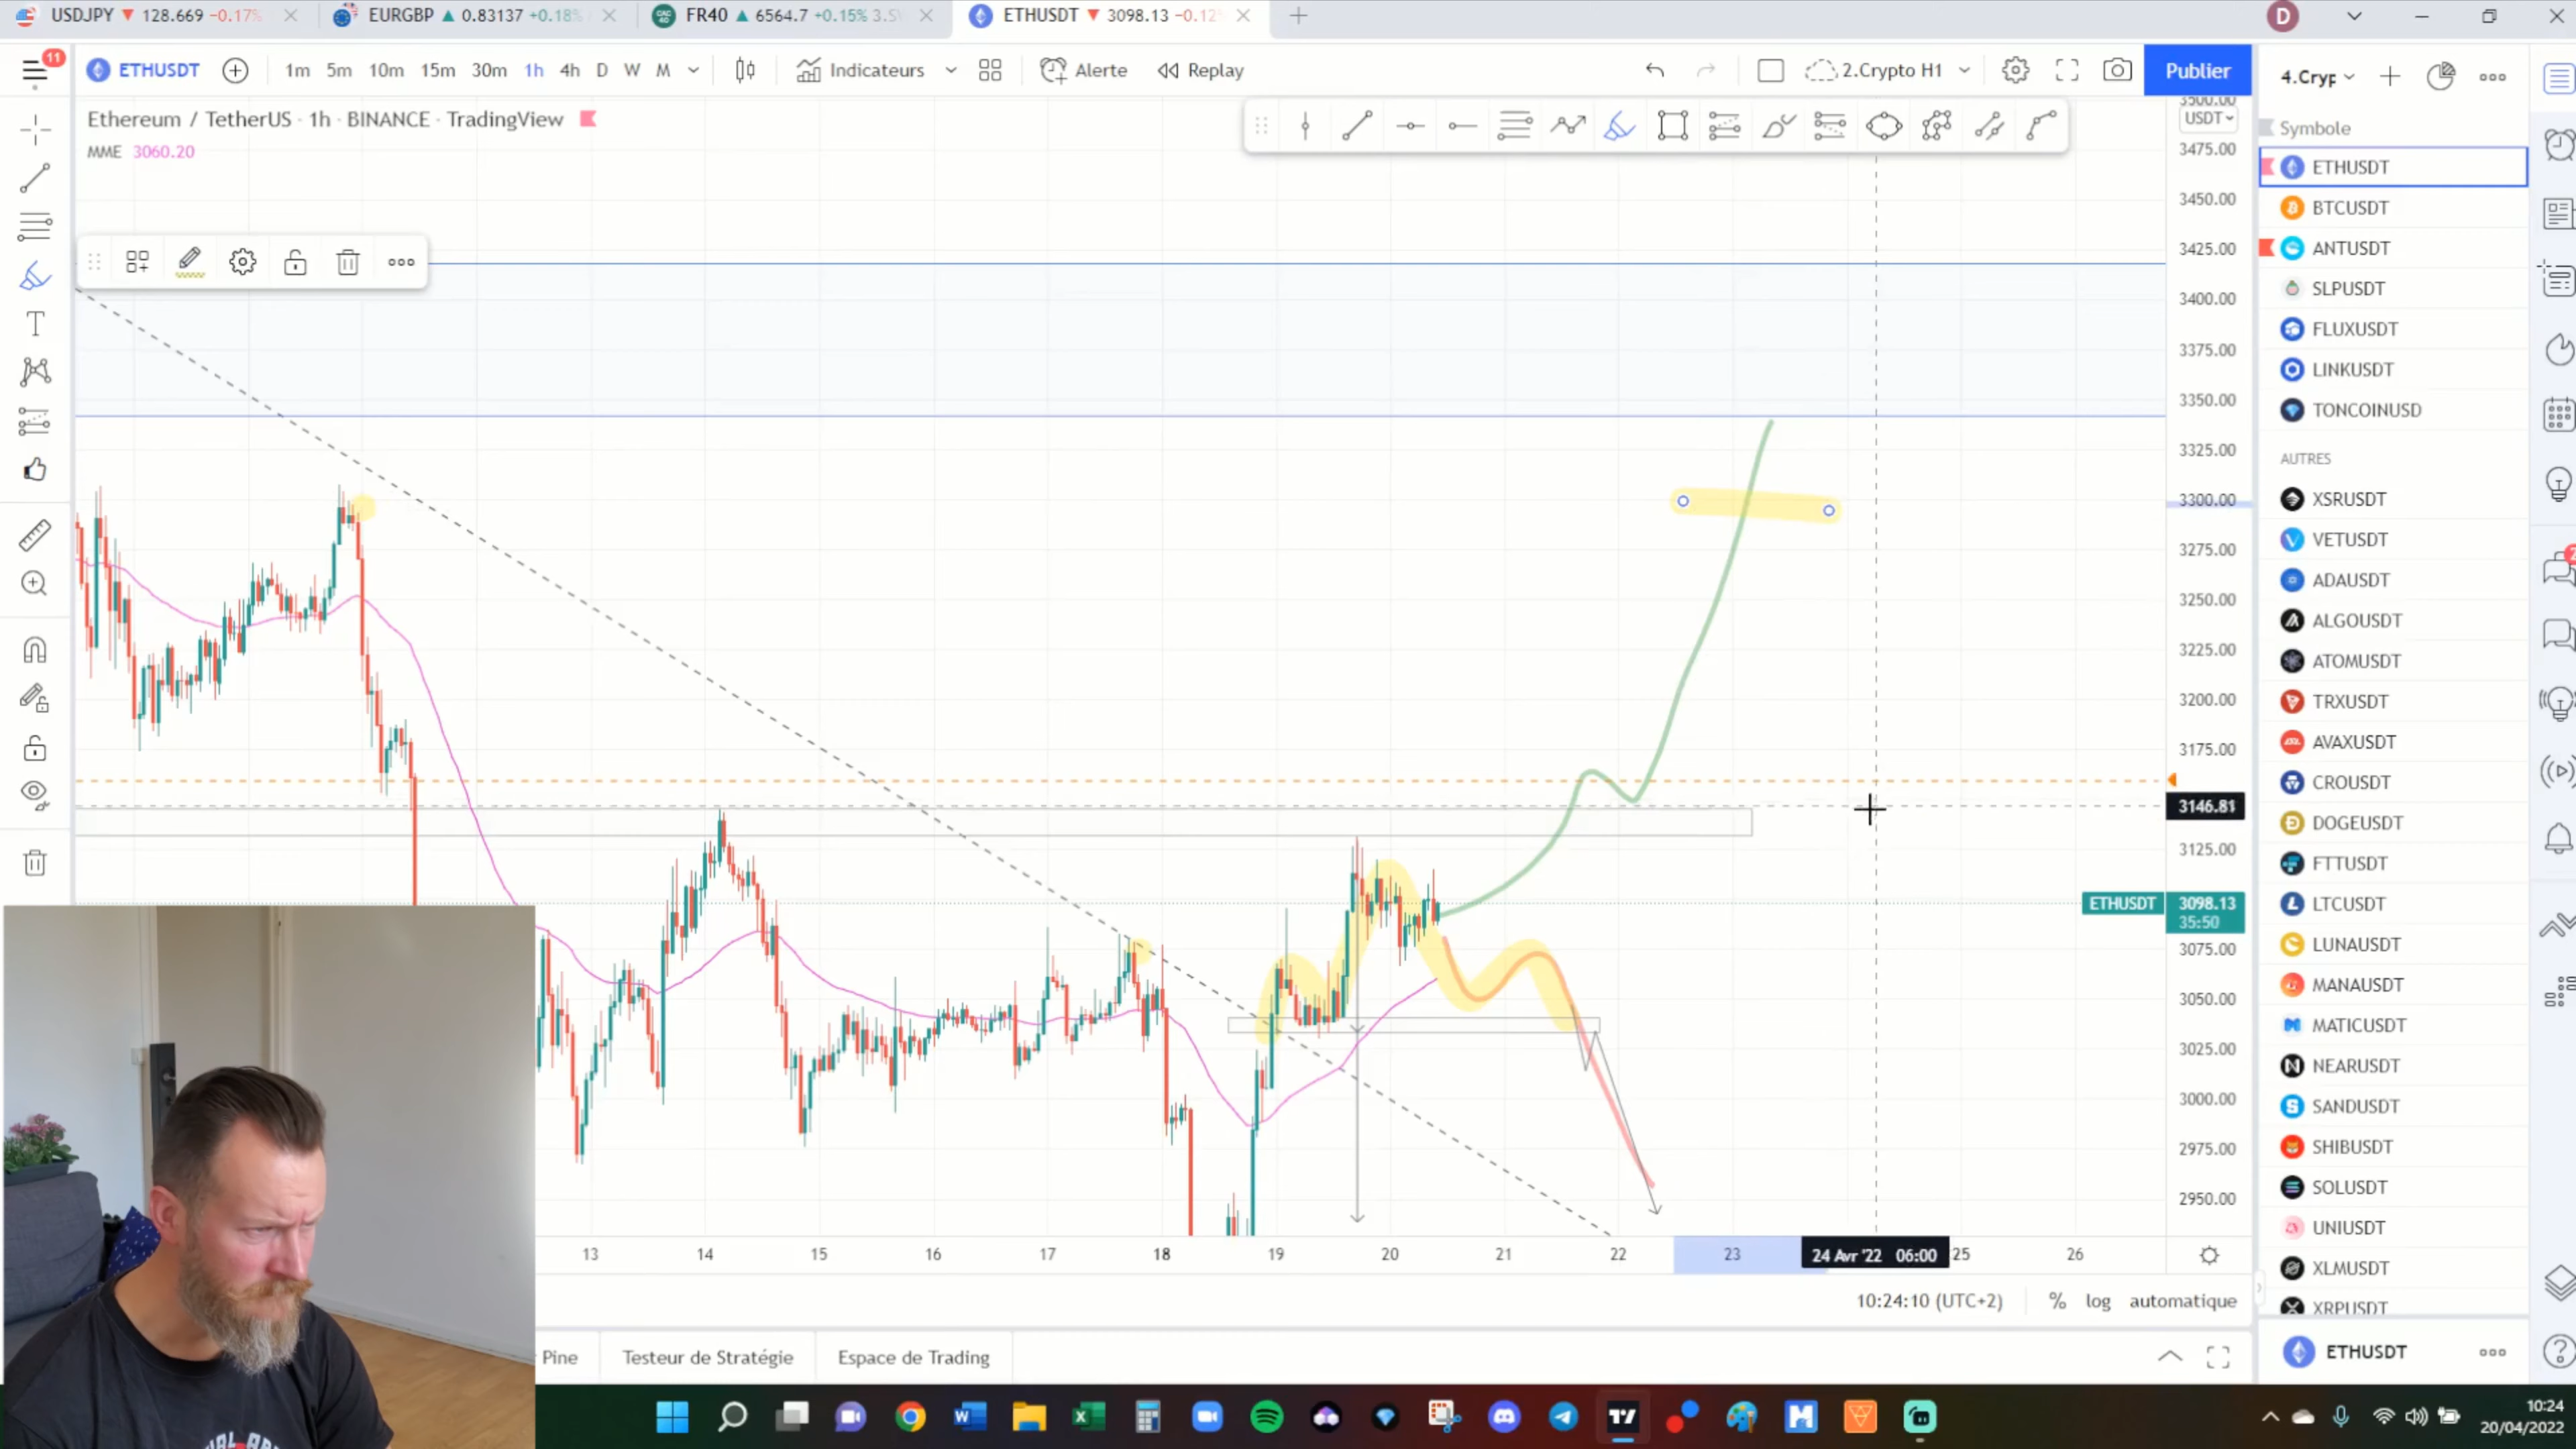 USDJPY ▼ 128.669 −0.17%
EURGBP ▲ 0.83137 +0.18%
FR40 ▲ 6564.7 +0.15%
ETHUSDT ▼ 3098.13 −0.12%
D
11
ETHUSDT
1m 5m 10m 15m 30m 1h 4h D W M
Indicateurs
Alerte
Replay
2.Crypto H1
Publier
Ethereum / TetherUS · 1h · BINANCE · TradingView
MME 3060.20
T
3500.00
USDT
3475.00
3450.00
3425.00
3400.00
3375.00
3350.00
3325.00
3300.00
3275.00
3250.00
3225.00
3200.00
3175.00
3146.81
3125.00
ETHUSDT 3098.13
35:50
3075.00
3050.00
3025.00
3000.00
2975.00
2950.00
13 14 15 16 17 18 19 20 21 22 23 24 Avr '22 06:00 25 26
10:24:10 (UTC+2) % log automatique
Pine
Testeur de Stratégie
Espace de Trading
4.Cryp
Symbole
ETHUSDT
BTCUSDT
ANTUSDT
SLPUSDT
FLUXUSDT
LINKUSDT
TONCOINUSD
AUTRES
XSRUSDT
VETUSDT
ADAUSDT
ALGOUSDT
ATOMUSDT
TRXUSDT
AVAXUSDT
CROUSDT
DOGEUSDT
FTTUSDT
LTCUSDT
LUNAUSDT
MANAUSDT
MATICUSDT
NEARUSDT
SANDUSDT
SHIBUSDT
SOLUSDT
UNIUSDT
XLMUSDT
XRPUSDT
ETHUSDT
10:24
20/04/2022